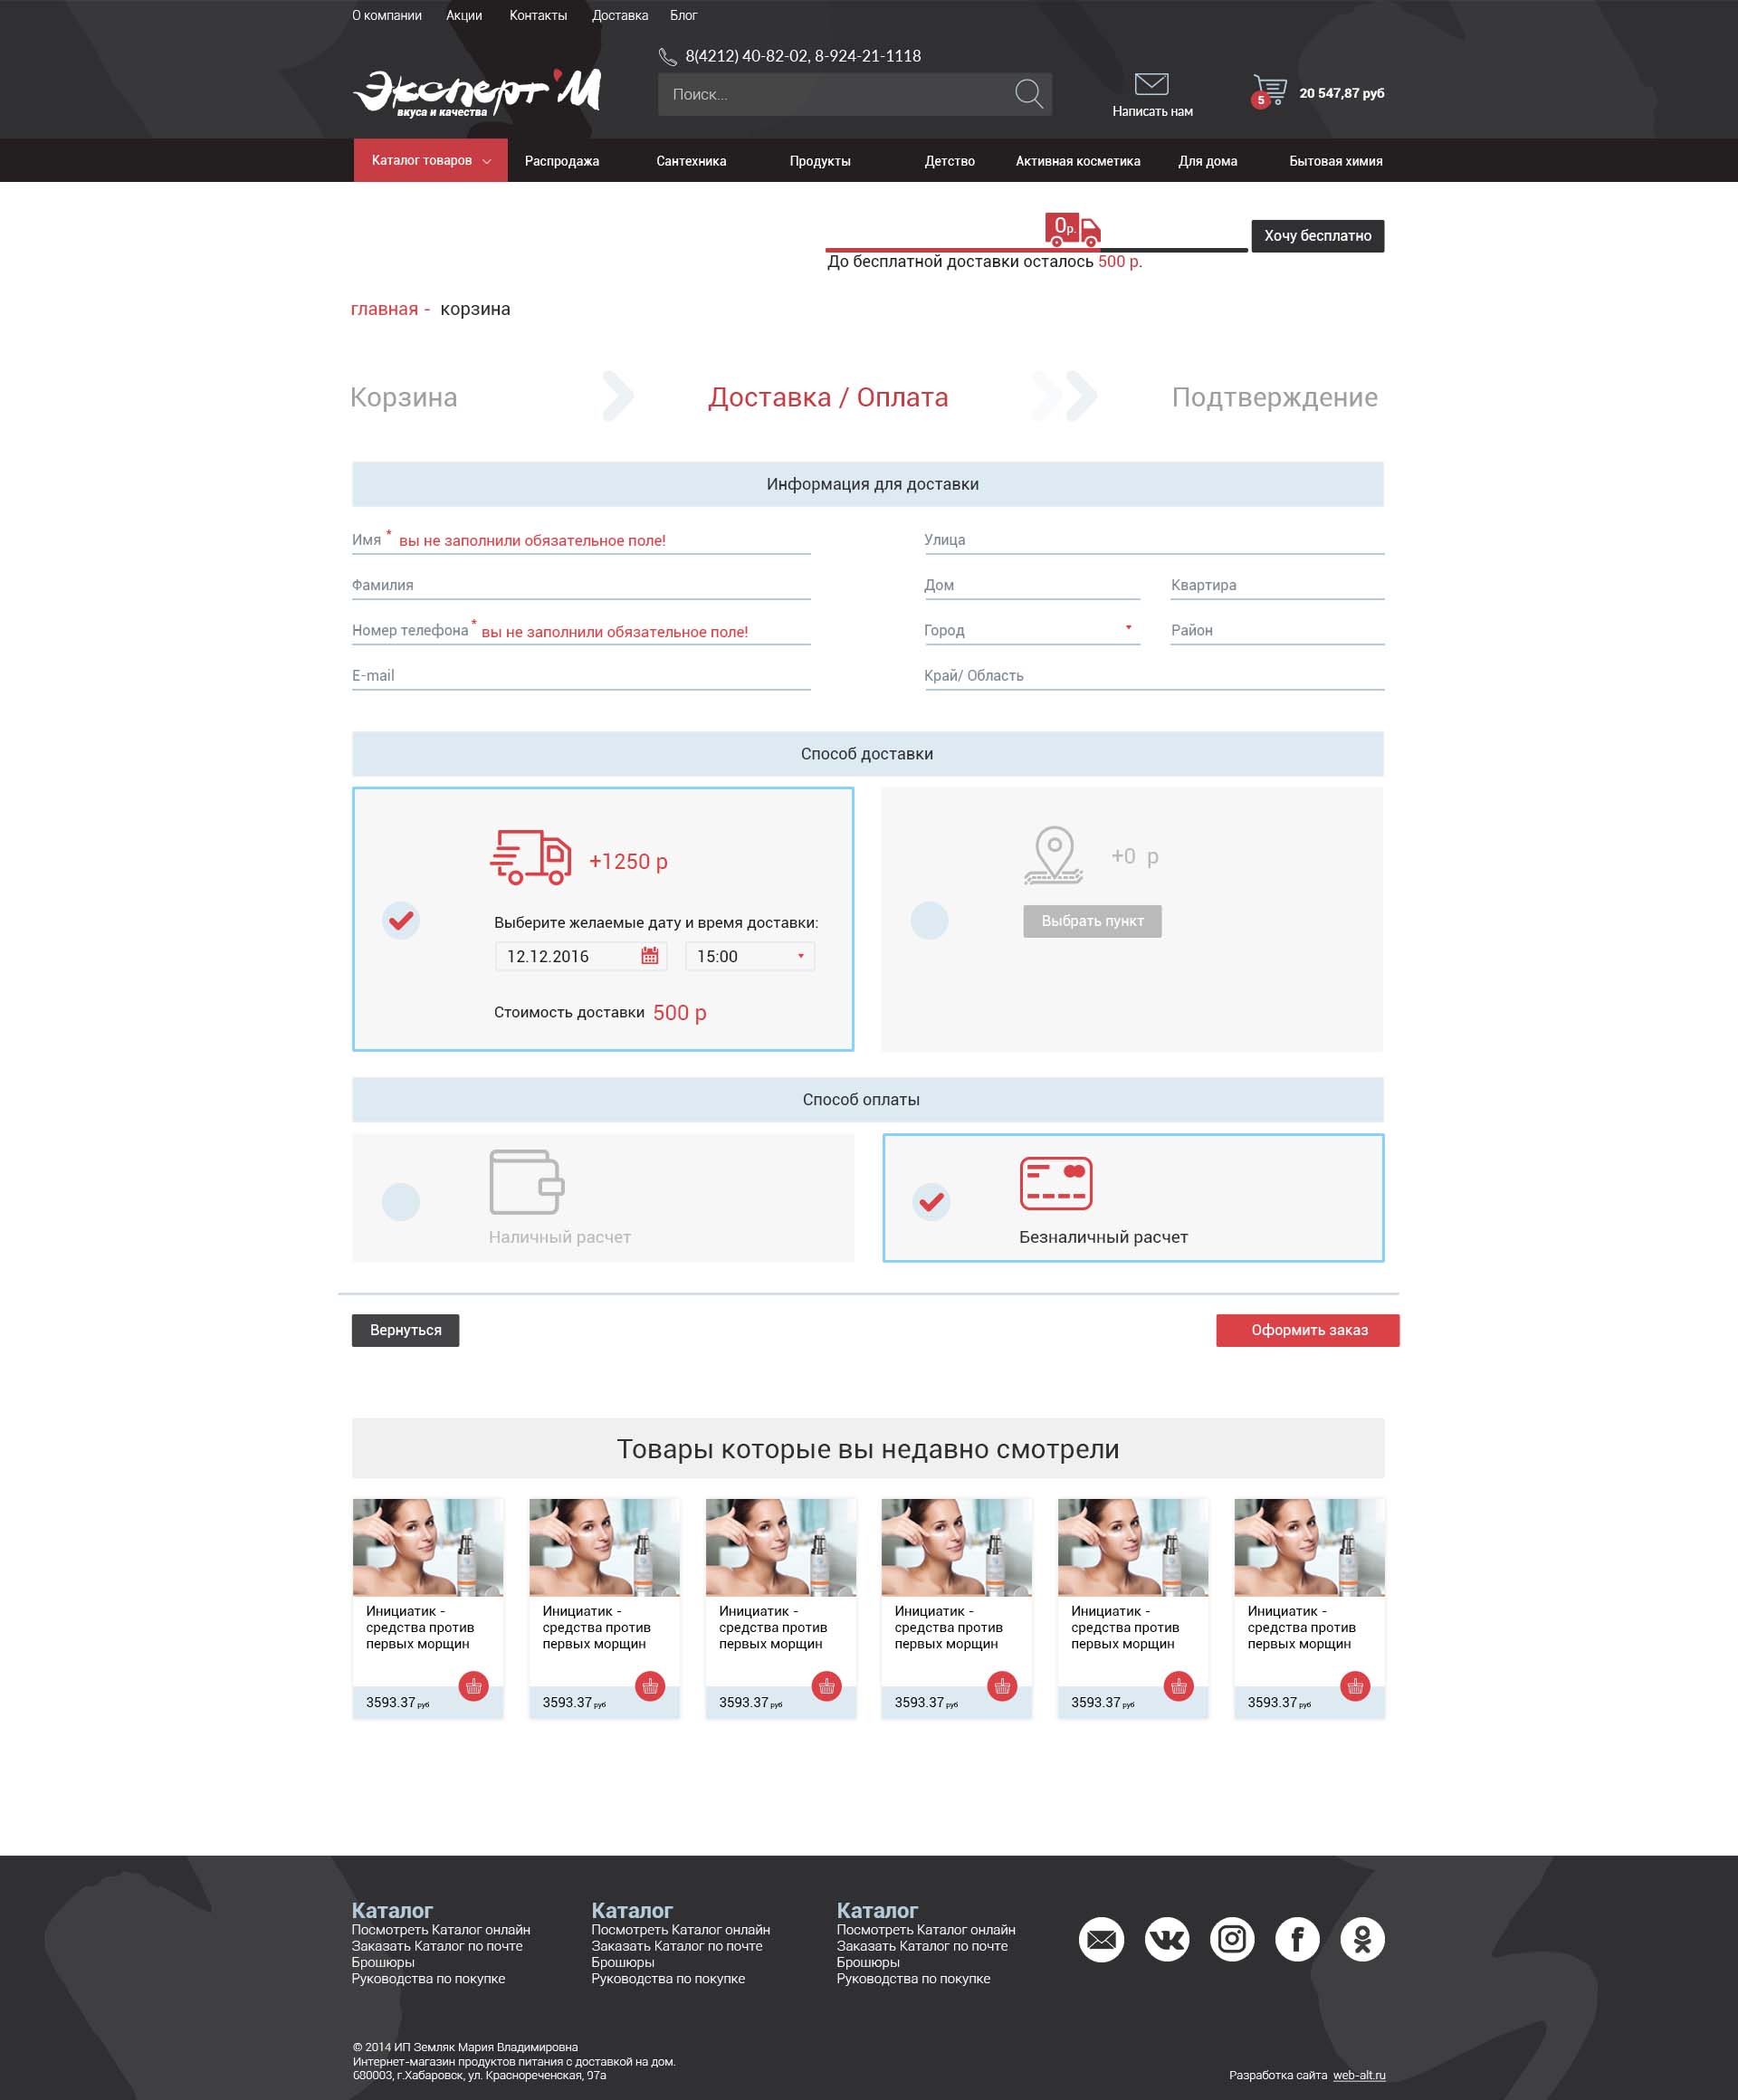 О компании Акции Контакты Доставка Блог
8(4212) 40-82-02, 8-924-21-1118
Эксперт'М
вкуса и качества
Поиск...
Написать нам
5
20 547,87 руб
Каталог товаров Распродажа Сантехника Продукты Детство Активная косметика Для дома Бытовая химия
0р.
Хочу бесплатно
До бесплатной доставки осталось 500 р.
главная - корзина
Корзина Доставка / Оплата Подтверждение
Информация для доставки
Имя * вы не заполнили обязательное поле! Улица
Фамилия Дом Квартира
Номер телефона * вы не заполнили обязательное поле! Город Район
E-mail Край/ Область
Способ доставки
+1250 р +0 р
Выберите желаемые дату и время доставки: Выбрать пункт
12.12.2016 15:00
Стоимость доставки 500 р
Способ оплаты
Наличный расчет Безналичный расчет
Вернуться Оформить заказ
Товары которые вы недавно смотрели
Инициатик - Инициатик - Инициатик - Инициатик - Инициатик - Инициатик -
средства против средства против средства против средства против средства против средства против
первых морщин первых морщин первых морщин первых морщин первых морщин первых морщин
3593.37 руб 3593.37 руб 3593.37 руб 3593.37 руб 3593.37 руб 3593.37 руб
Каталог Каталог Каталог
Посмотреть Каталог онлайн Посмотреть Каталог онлайн Посмотреть Каталог онлайн
Заказать Каталог по почте Заказать Каталог по почте Заказать Каталог по почте
Брошюры Брошюры Брошюры
Руководства по покупке Руководства по покупке Руководства по покупке
© 2014 ИП Земляк Мария Владимировна
Интернет-магазин продуктов питания с доставкой на дом.
680003, г.Хабаровск, ул. Краснореченская, 97а
Разработка сайта web-alt.ru